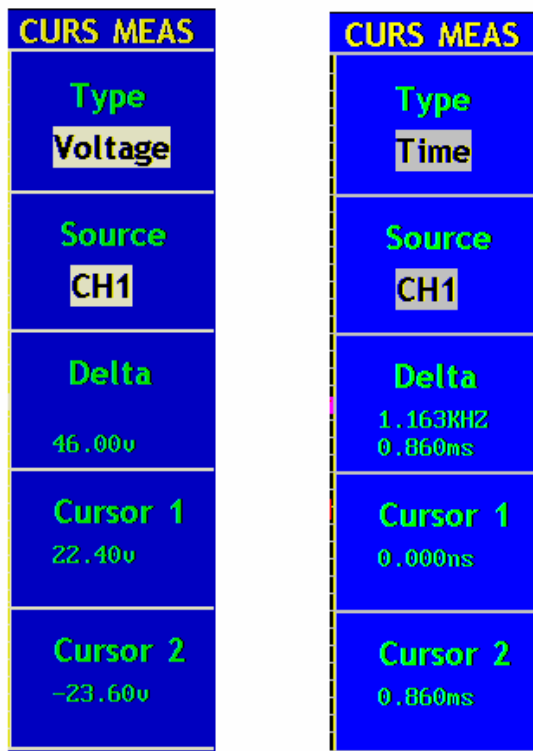 CURS MEAS
Type
Voltage
Source
CH1
Delta
46.00v
Cursor 1
22.40v
Cursor 2
-23.60v
CURS MEAS
Type
Time
Source
CH1
Delta
1.163KHZ
0.860ms
Cursor 1
0.000ns
Cursor 2
0.860ms